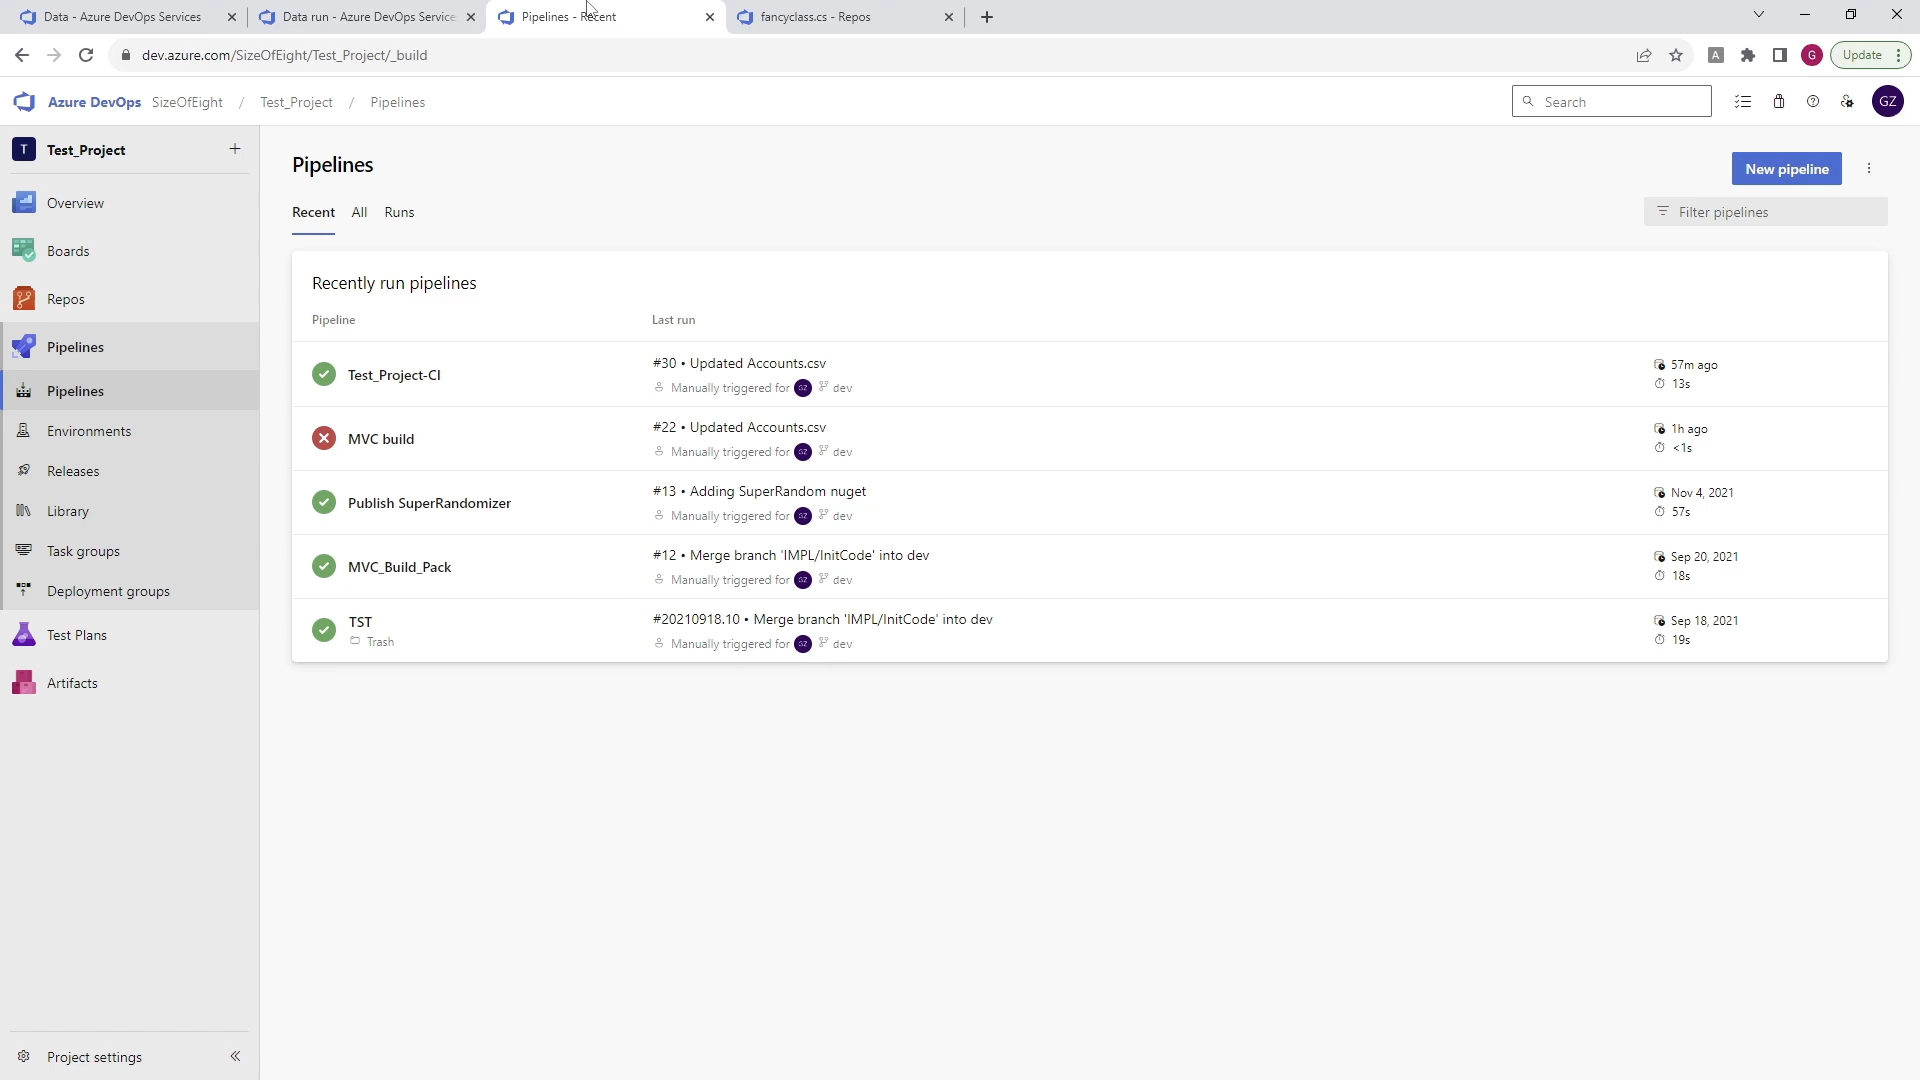 Data - Azure DevOps Services
Data run - Azure DevOps Service
Pipelines - Recent
fancyclass.cs - Repos
dev.azure.com/SizeOfEight/Test_Project/_build
A
G
Update
Azure DevOps SizeOfEight / Test_Project / Pipelines
Search
GZ
T Test_Project
Overview
Boards
Repos
Pipelines
Pipelines
Environments
Releases
Library
Task groups
Deployment groups
Test Plans
Artifacts
Project settings
Pipelines
New pipeline
Recent All Runs
Filter pipelines
Recently run pipelines
Pipeline Last run
Test_Project-CI
#30 • Updated Accounts.csv
Manually triggered for GZ dev
57m ago
13s
MVC build
#22 • Updated Accounts.csv
Manually triggered for GZ dev
1h ago
<1s
Publish SuperRandomizer
#13 • Adding SuperRandom nuget
Manually triggered for GZ dev
Nov 4, 2021
57s
MVC_Build_Pack
#12 • Merge branch 'IMPL/InitCode' into dev
Manually triggered for GZ dev
Sep 20, 2021
18s
TST
Trash
#20210918.10 • Merge branch 'IMPL/InitCode' into dev
Manually triggered for GZ dev
Sep 18, 2021
19s